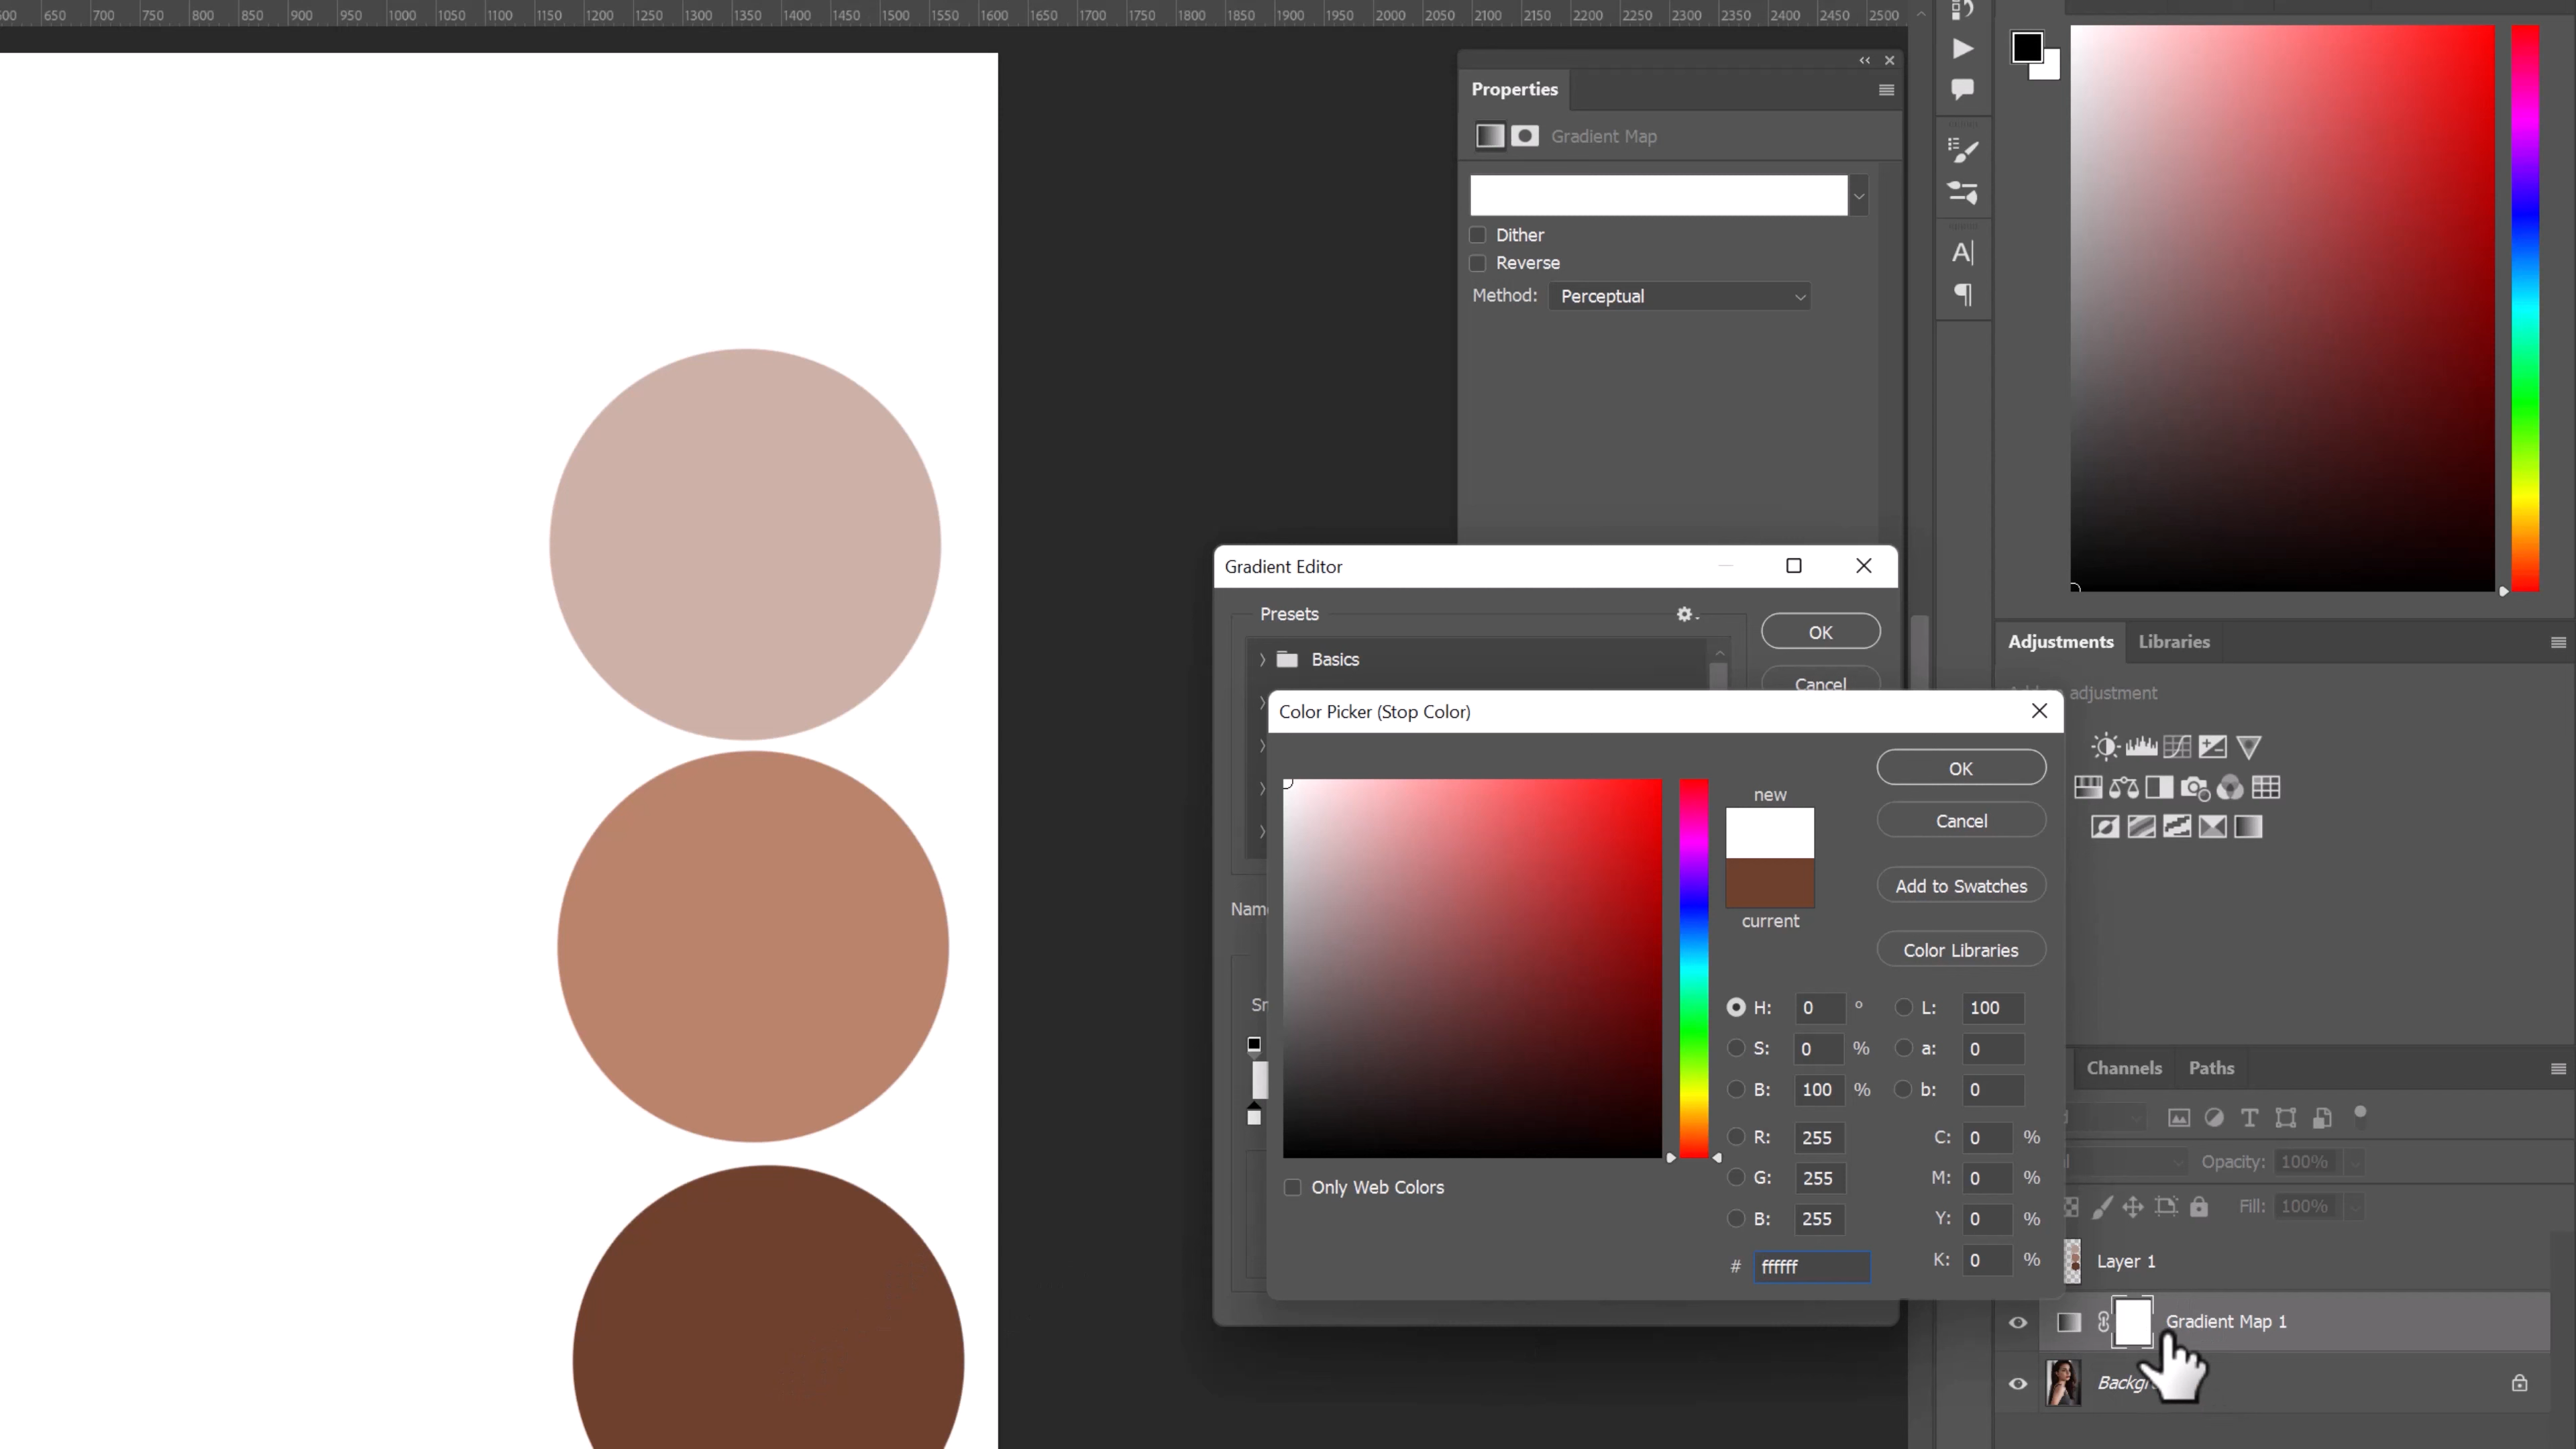 600 650 700 750 800 850 900 950 1000 1050 1100 1150 1200 1250 1300 1350 1400 1450 1500 1550 1600 1650 1700 1750 1800 1850 1900 1950 2000 2050 2100 2150 2200 2250 2300 2350 2400 2450 2500
Properties
Gradient Map
Dither
Reverse
Method: Perceptual
Gradient Editor
Presets
OK
Basics
Cancel
Color Picker (Stop Color)
OK
new
Cancel
Add to Swatches
current
Color Libraries
H: 0 ° L: 100
S: 0 % a: 0
B: 100 % b: 0
R: 255 C: 0 %
G: 255 M: 0 %
B: 255 Y: 0 %
# ffffff K: 0 %
Only Web Colors
Adjustments Libraries
adjustment
Channels Paths
Opacity: 100%
Fill: 100%
Layer 1
Gradient Map 1